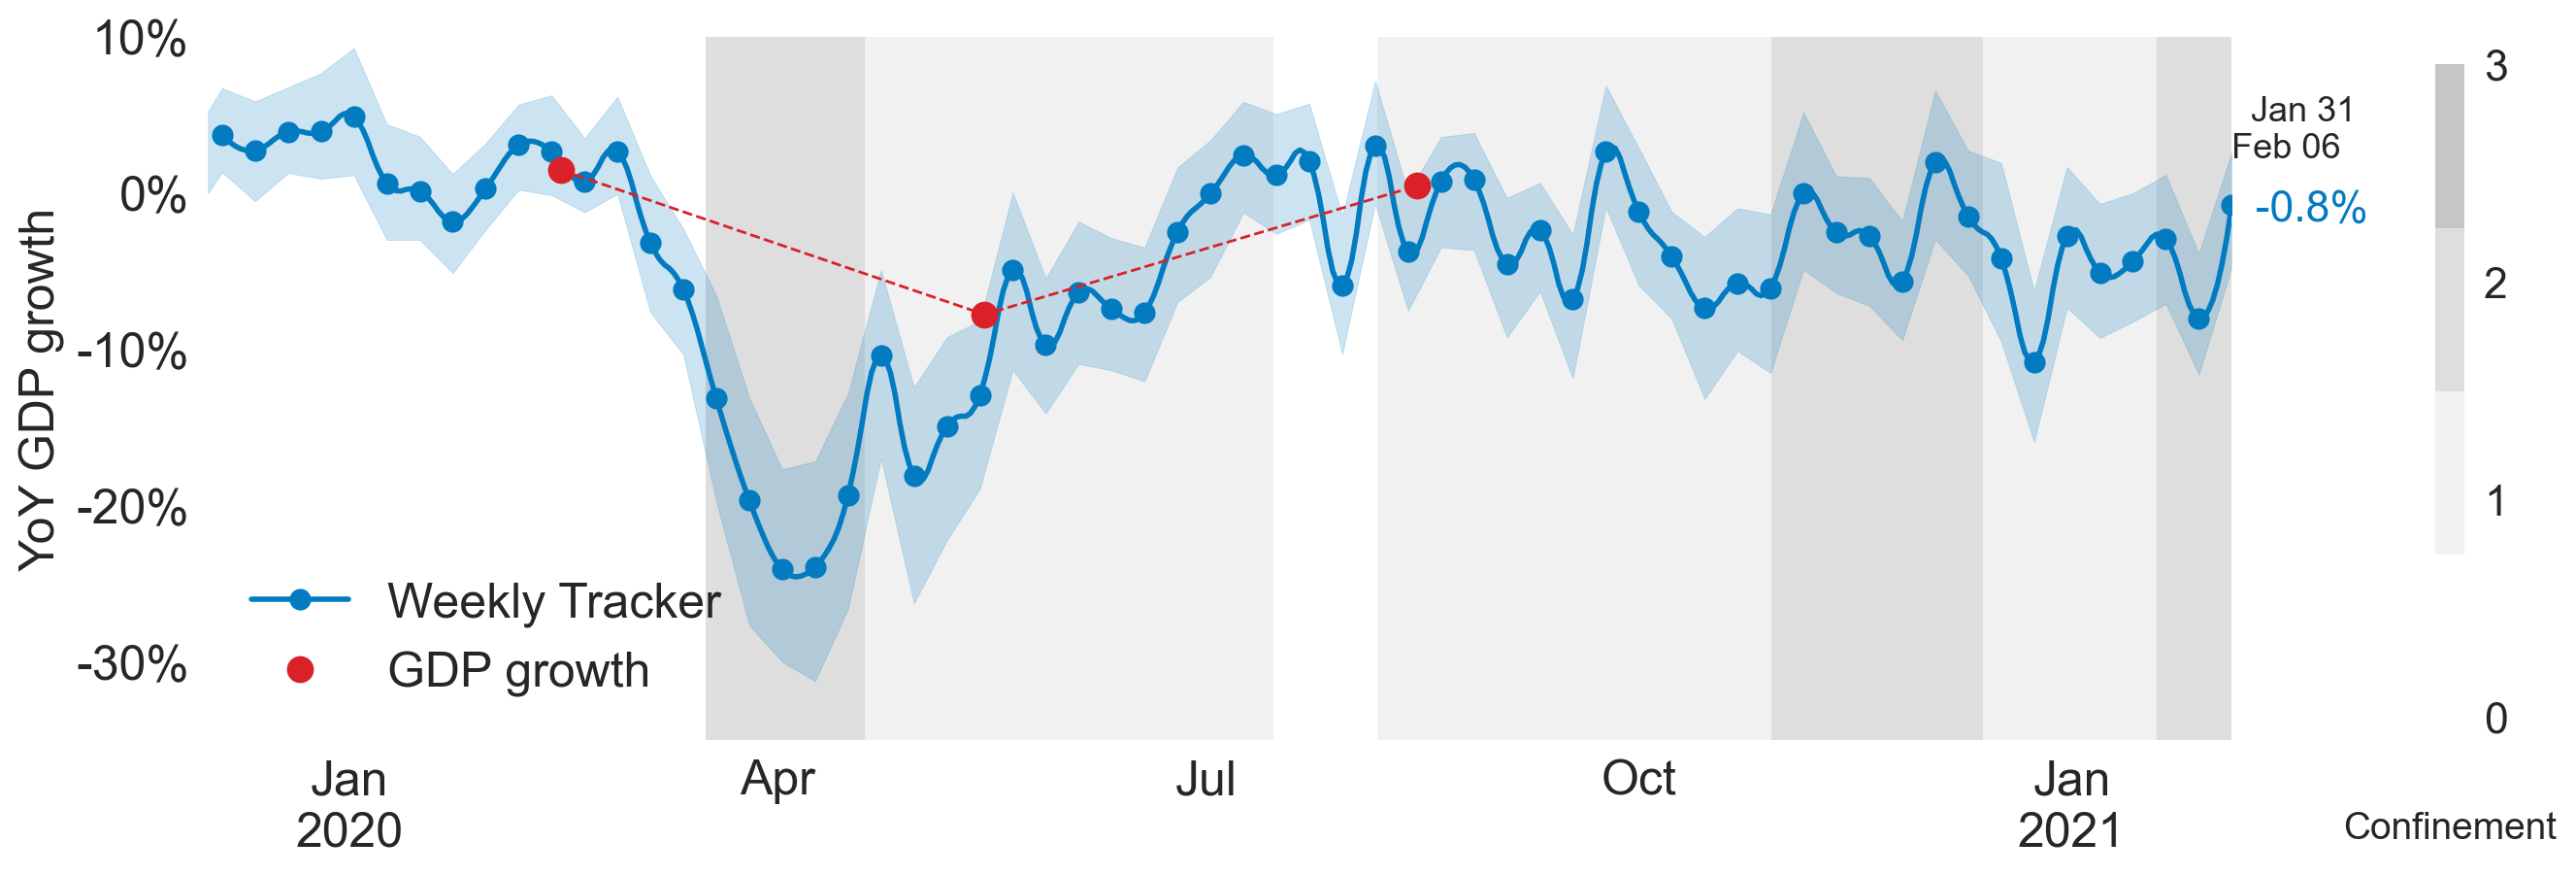 10%
0%
-10%
-20%
-30%
YoY GDP growth
Weekly Tracker
GDP growth
Jan
2020
Apr
Jul
Oct
Jan
2021
Jan 31
Feb 06
-0.8%
3
2
1
0
Confinement